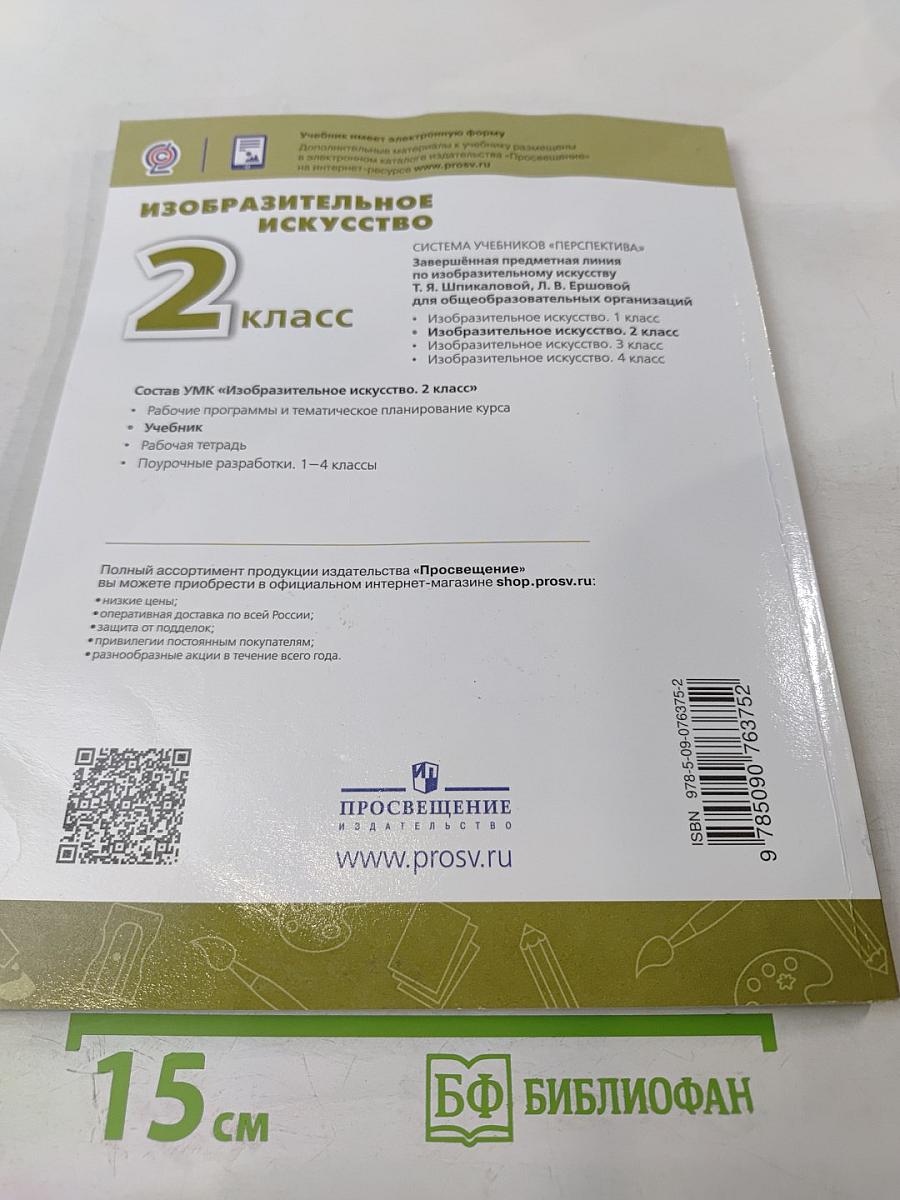 Учебник имеет электронную форму
Дополнительные материалы к учебнику размещены
в электронном каталоге издательства «Просвещение»
на интернет-ресурсе www.prosv.ru
ИЗОБРАЗИТЕЛЬНОЕ
ИСКУССТВО
2 класс
СИСТЕМА УЧЕБНИКОВ «ПЕРСПЕКТИВА»
Завершённая предметная линия
по изобразительному искусству
Т. Я. Шпикаловой, Л. В. Ершовой
для общеобразовательных организаций
• Изобразительное искусство. 1 класс
• Изобразительное искусство. 2 класс
• Изобразительное искусство. 3 класс
• Изобразительное искусство. 4 класс
Состав УМК «Изобразительное искусство. 2 класс»
• Рабочие программы и тематическое планирование курса
• Учебник
• Рабочая тетрадь
• Поурочные разработки. 1—4 классы
Полный ассортимент продукции издательства «Просвещение»
вы можете приобрести в официальном интернет-магазине shop.prosv.ru:
• низкие цены;
• оперативная доставка по всей России;
• защита от подделок;
• привилегии постоянным покупателям;
• разнообразные акции в течение всего года.
ИП
ПРОСВЕЩЕНИЕ
ИЗДАТЕЛЬСТВО
www.prosv.ru
ISBN 978-5-09-076375-2
9 785090 763752
15 см
БФ БИБЛИОФАН